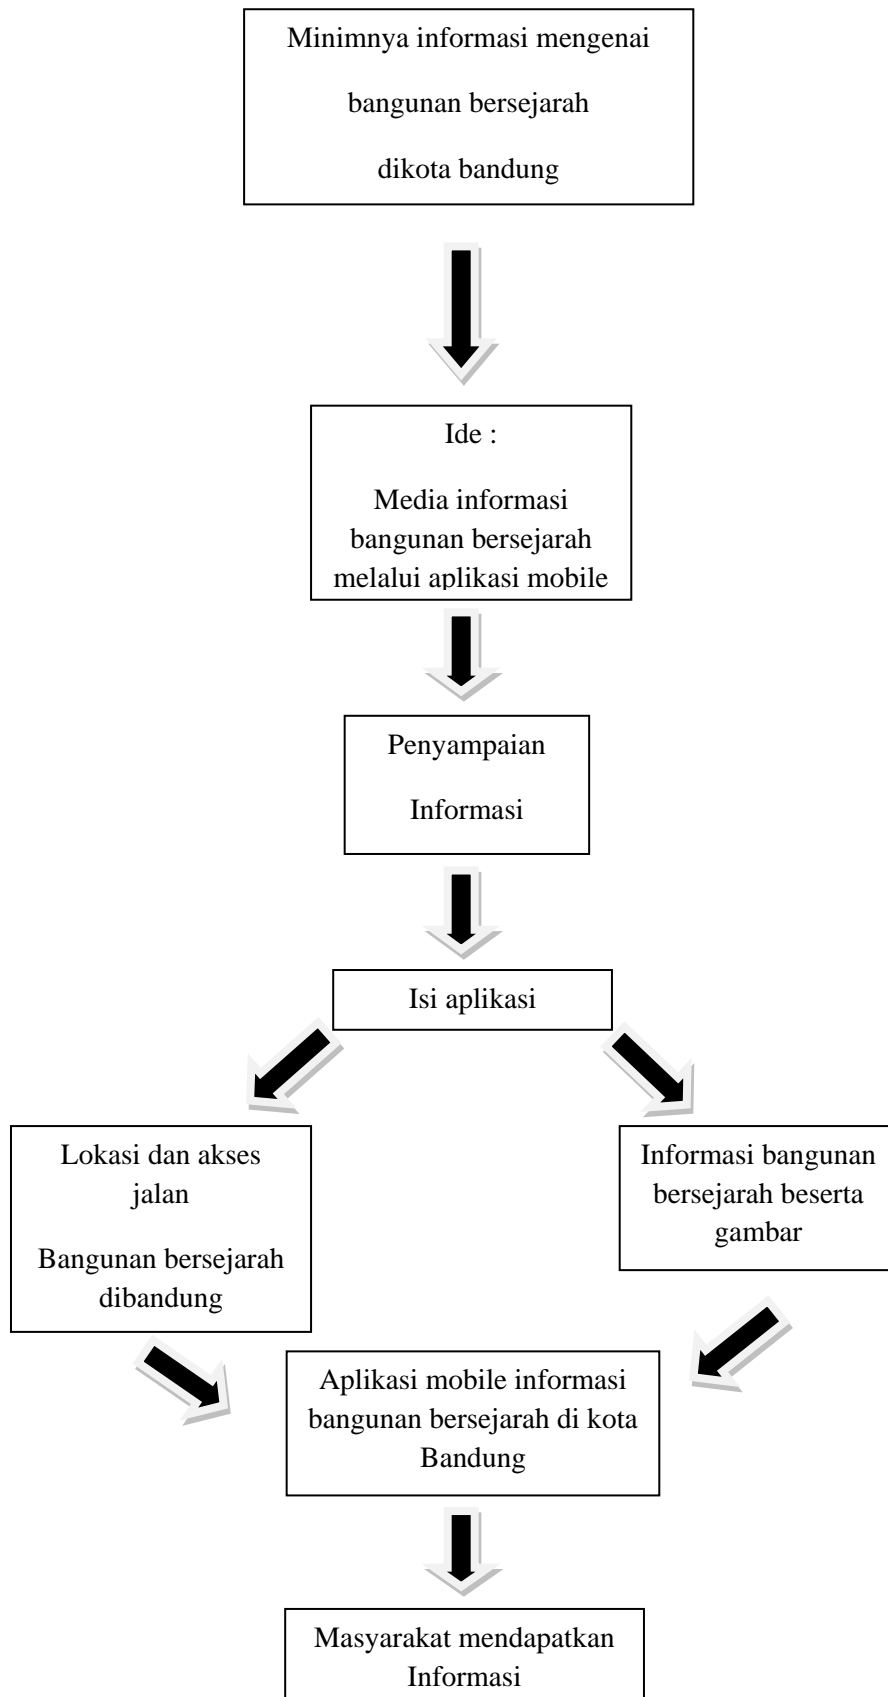 Minimnya informasi mengenai
bangunan bersejarah
dikota bandung
Ide :
Media informasi
bangunan bersejarah
melalui aplikasi mobile
Penyampaian
Informasi
Isi aplikasi
Lokasi dan akses
jalan
Bangunan bersejarah
dibandung
Informasi bangunan
bersejarah beserta
gambar
Aplikasi mobile informasi
bangunan bersejarah di kota
Bandung
Masyarakat mendapatkan
Informasi